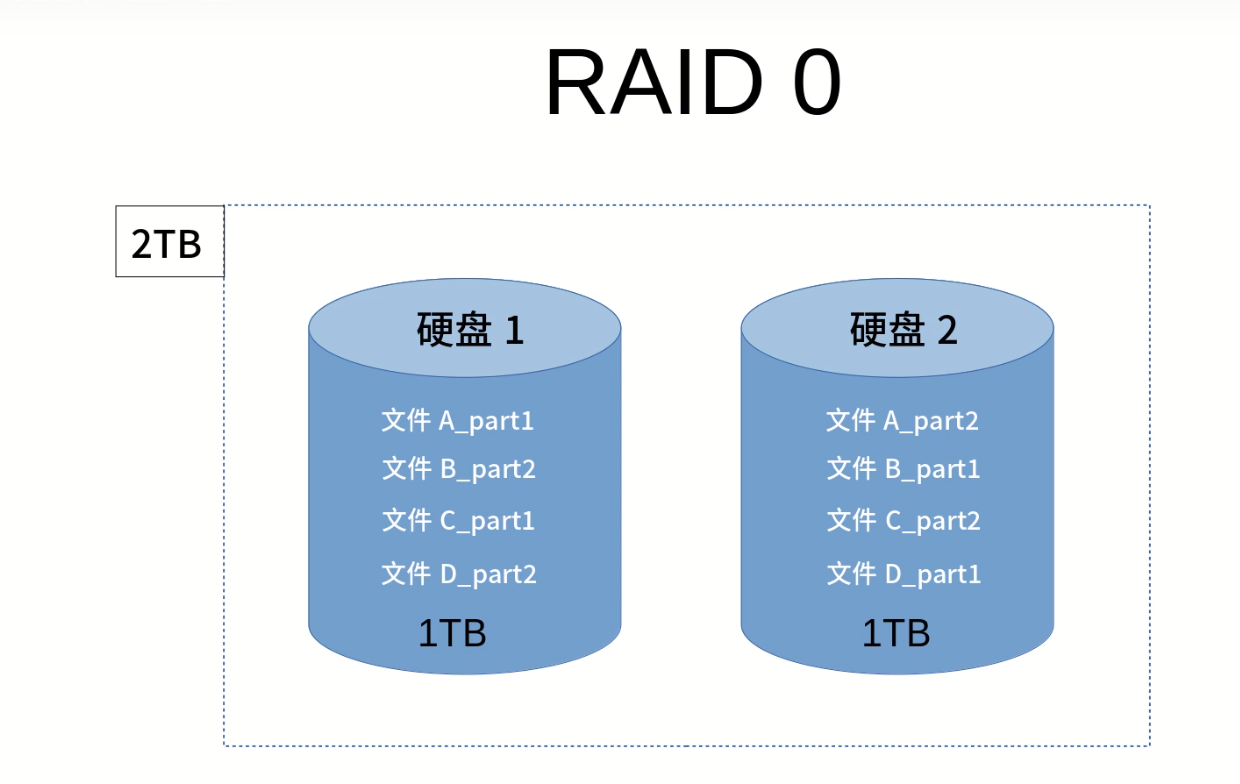 RAID 0
2TB
硬盘 1
文件 A_part1
文件 B_part2
文件 C_part1
文件 D_part2
1TB
硬盘 2
文件 A_part2
文件 B_part1
文件 C_part2
文件 D_part1
1TB